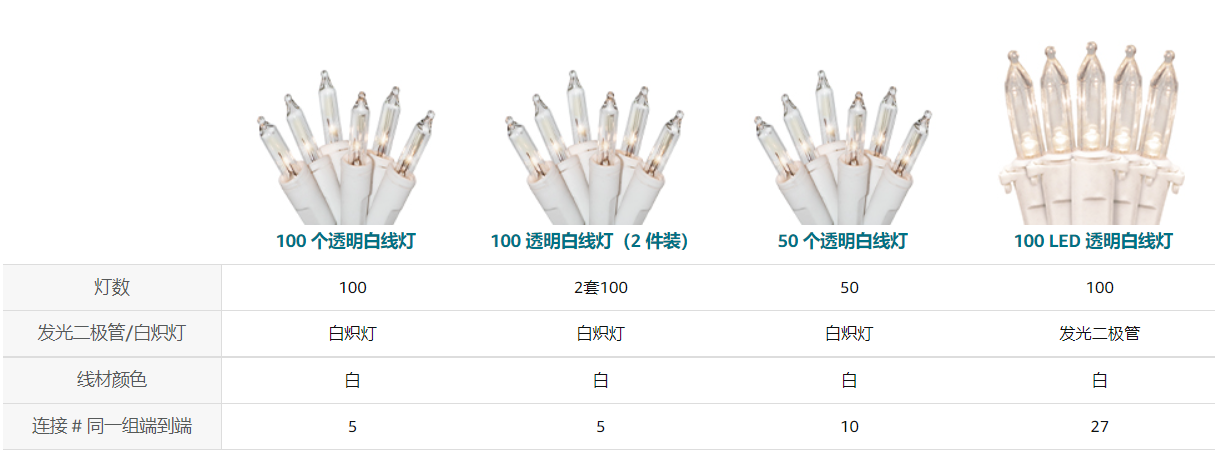 100 个透明白线灯 100 透明白线灯（2 件装） 50 个透明白线灯 100 LED 透明白线灯
灯数 100 2套100 50 100
发光二极管/白炽灯 白炽灯 白炽灯 白炽灯 发光二极管
线材颜色 白 白 白 白
连接 # 同一组端到端 5 5 10 27